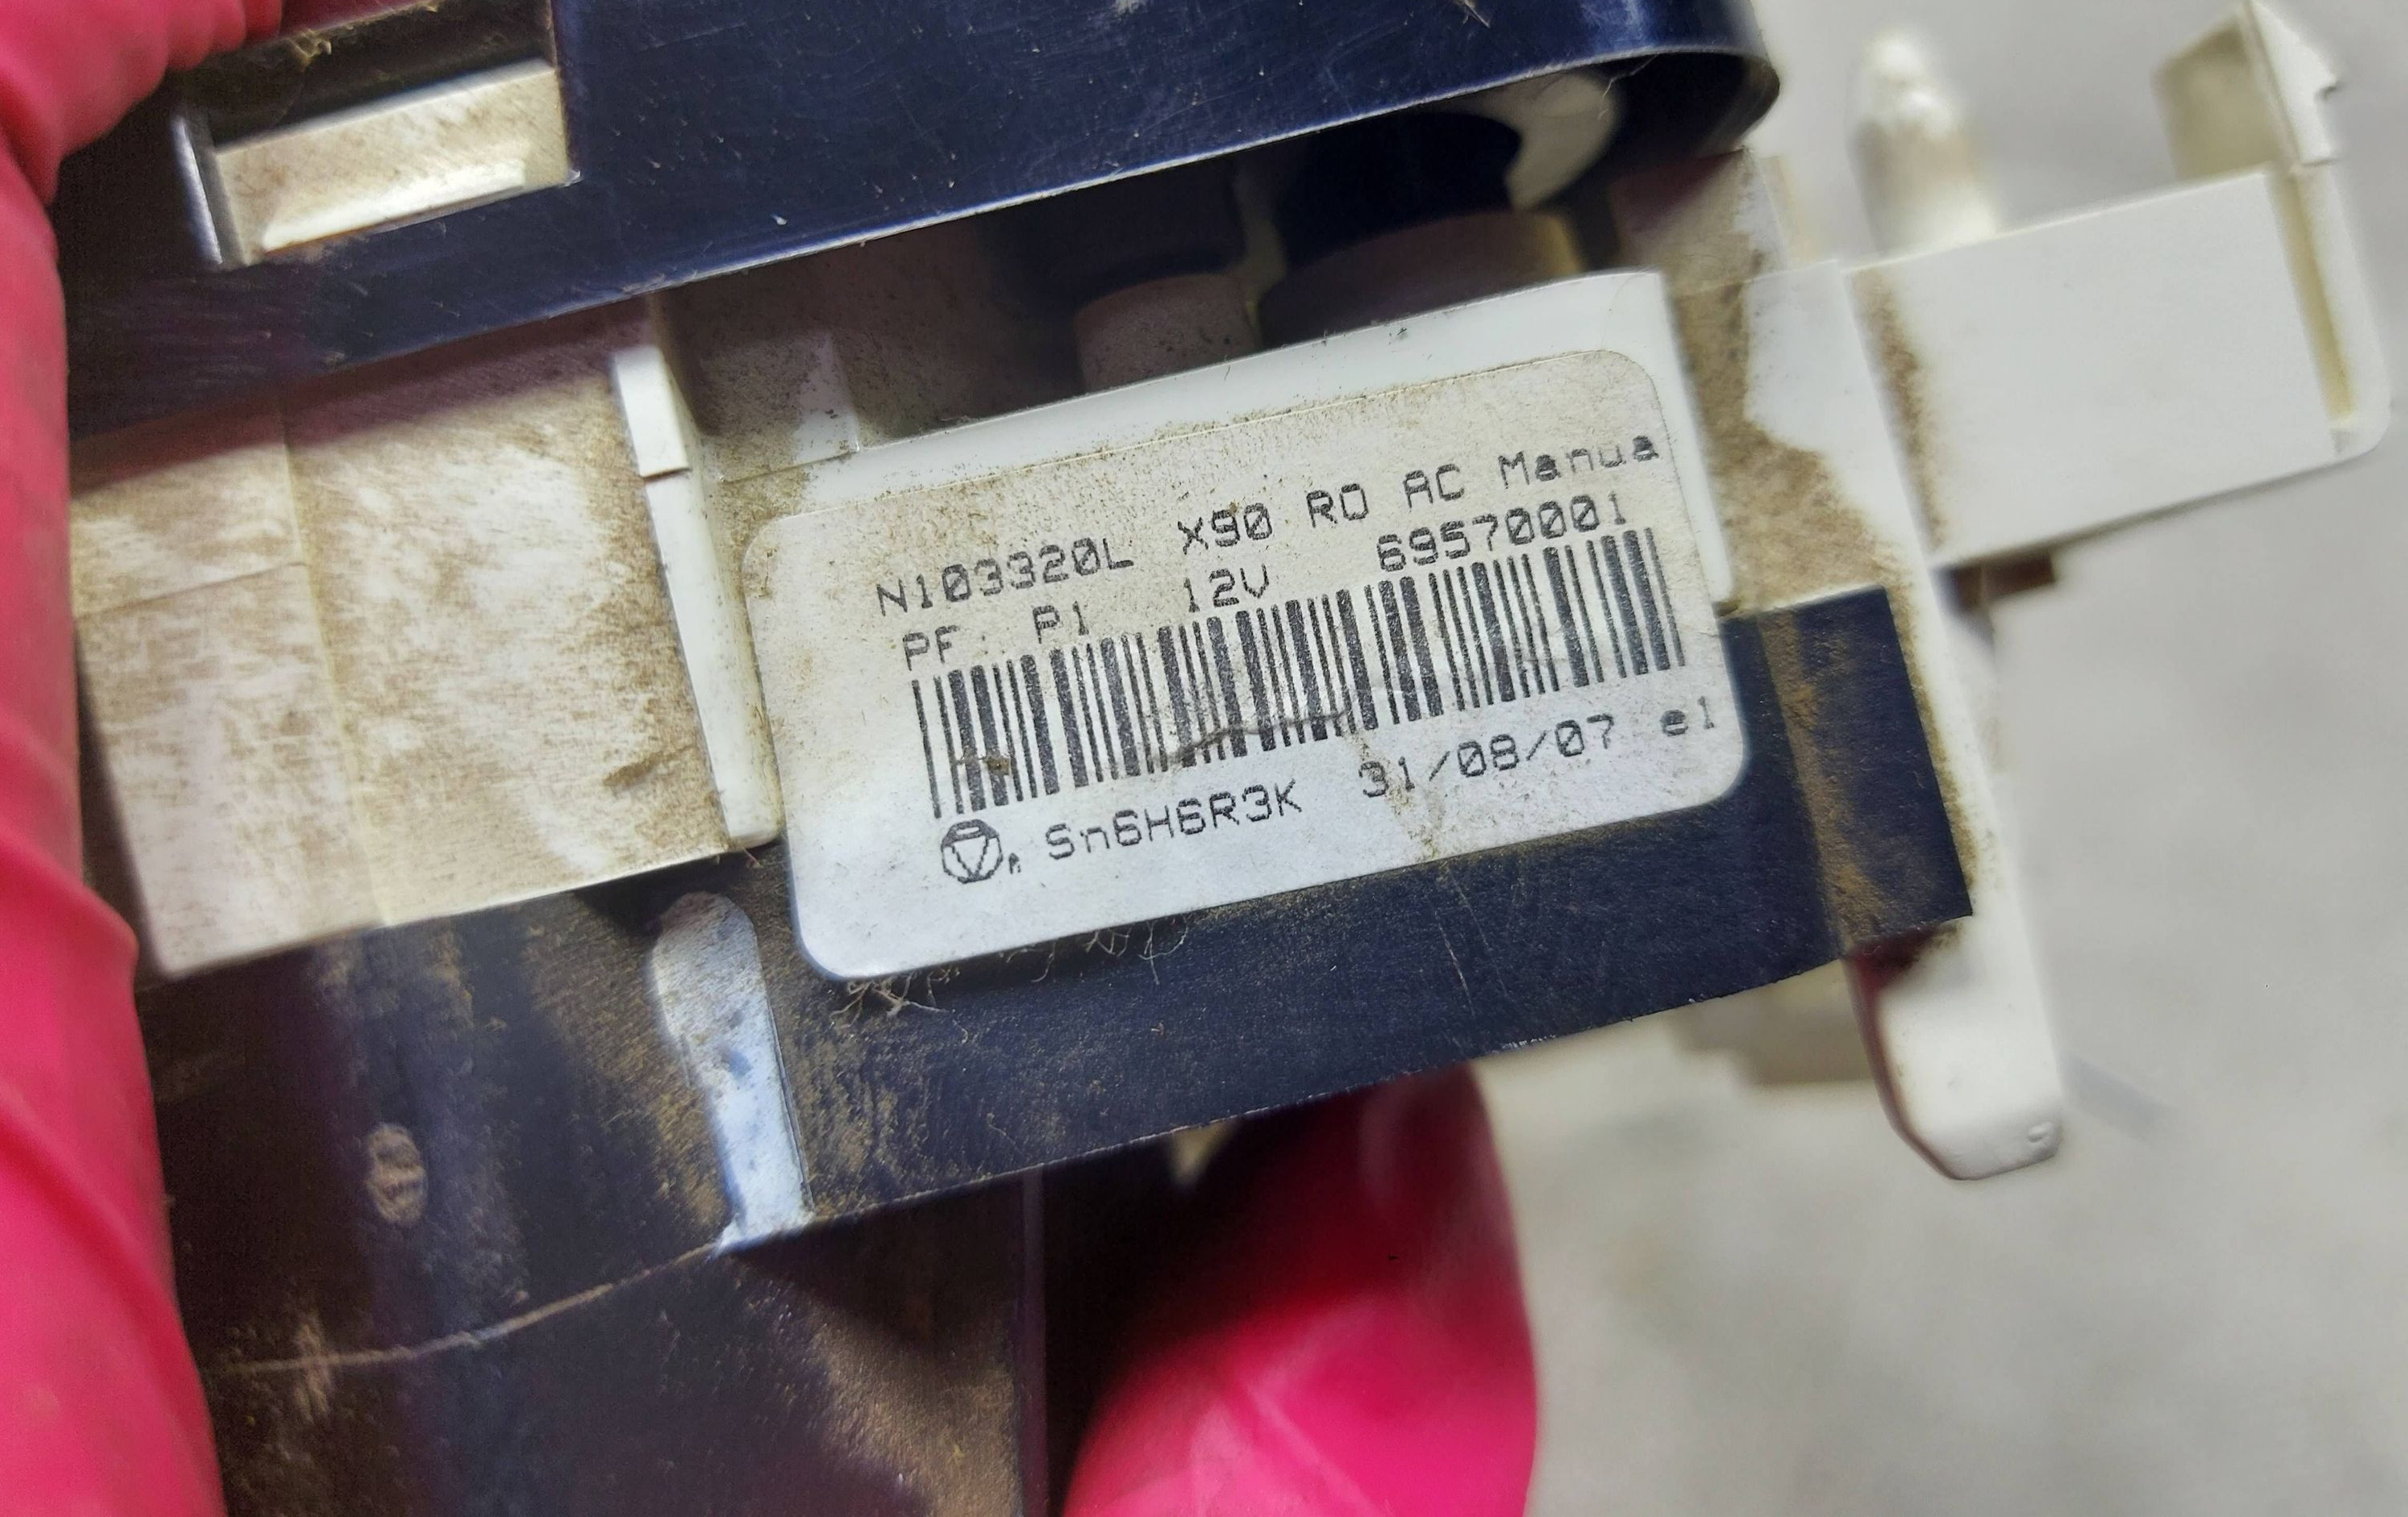 N103320L X90 RO AC Manua
PF: P1 12V 69570001
Sn6H6R3K 31/08/07 e1